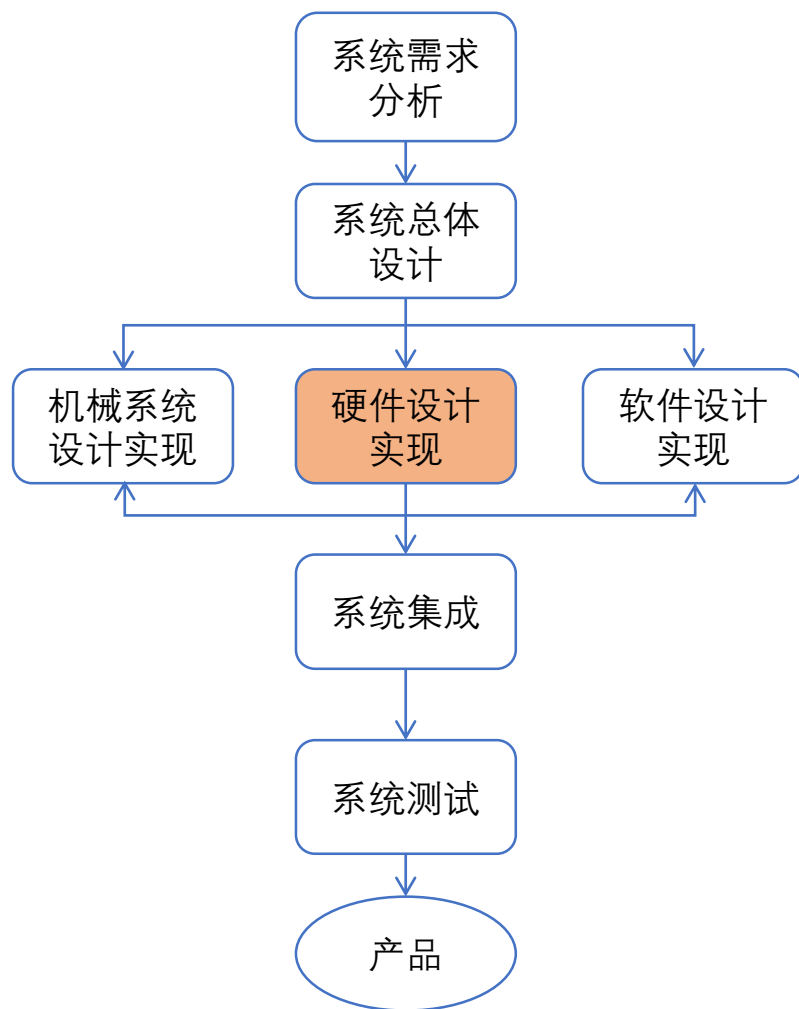 系统需求
分析
系统总体
设计
机械系统
设计实现
硬件设计
实现
软件设计
实现
系统集成
系统测试
产品